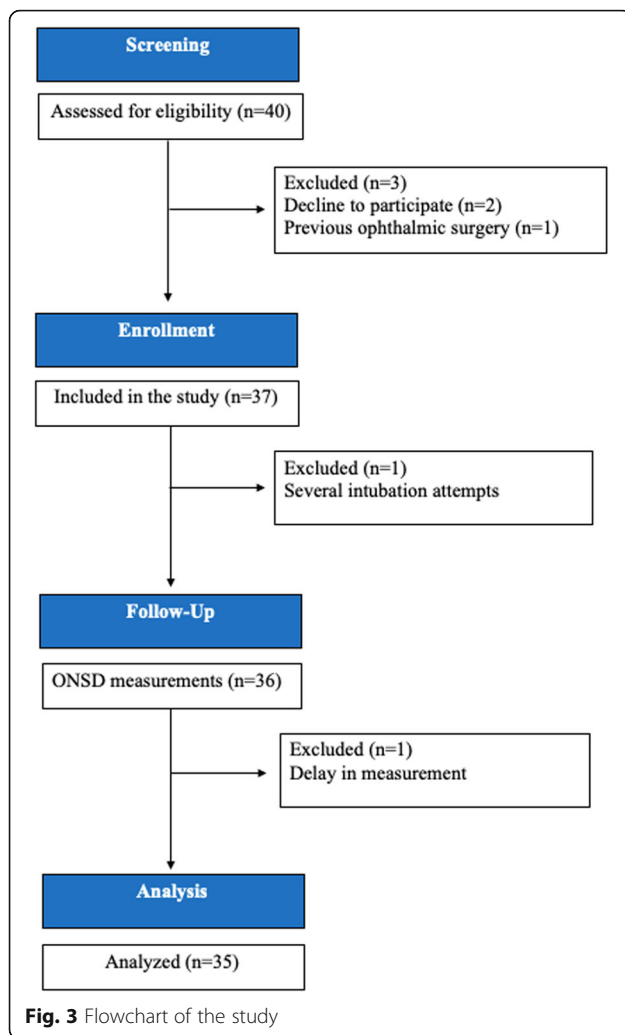 Screening
Assessed for eligibility (n=40)
Excluded (n=3)
Decline to participate (n=2)
Previous ophthalmic surgery (n=1)
Enrollment
Included in the study (n=37)
Excluded (n=1)
Several intubation attempts
Follow-Up
ONSD measurements (n=36)
Excluded (n=1)
Delay in measurement
Analysis
Analyzed (n=35)
Fig. 3 Flowchart of the study